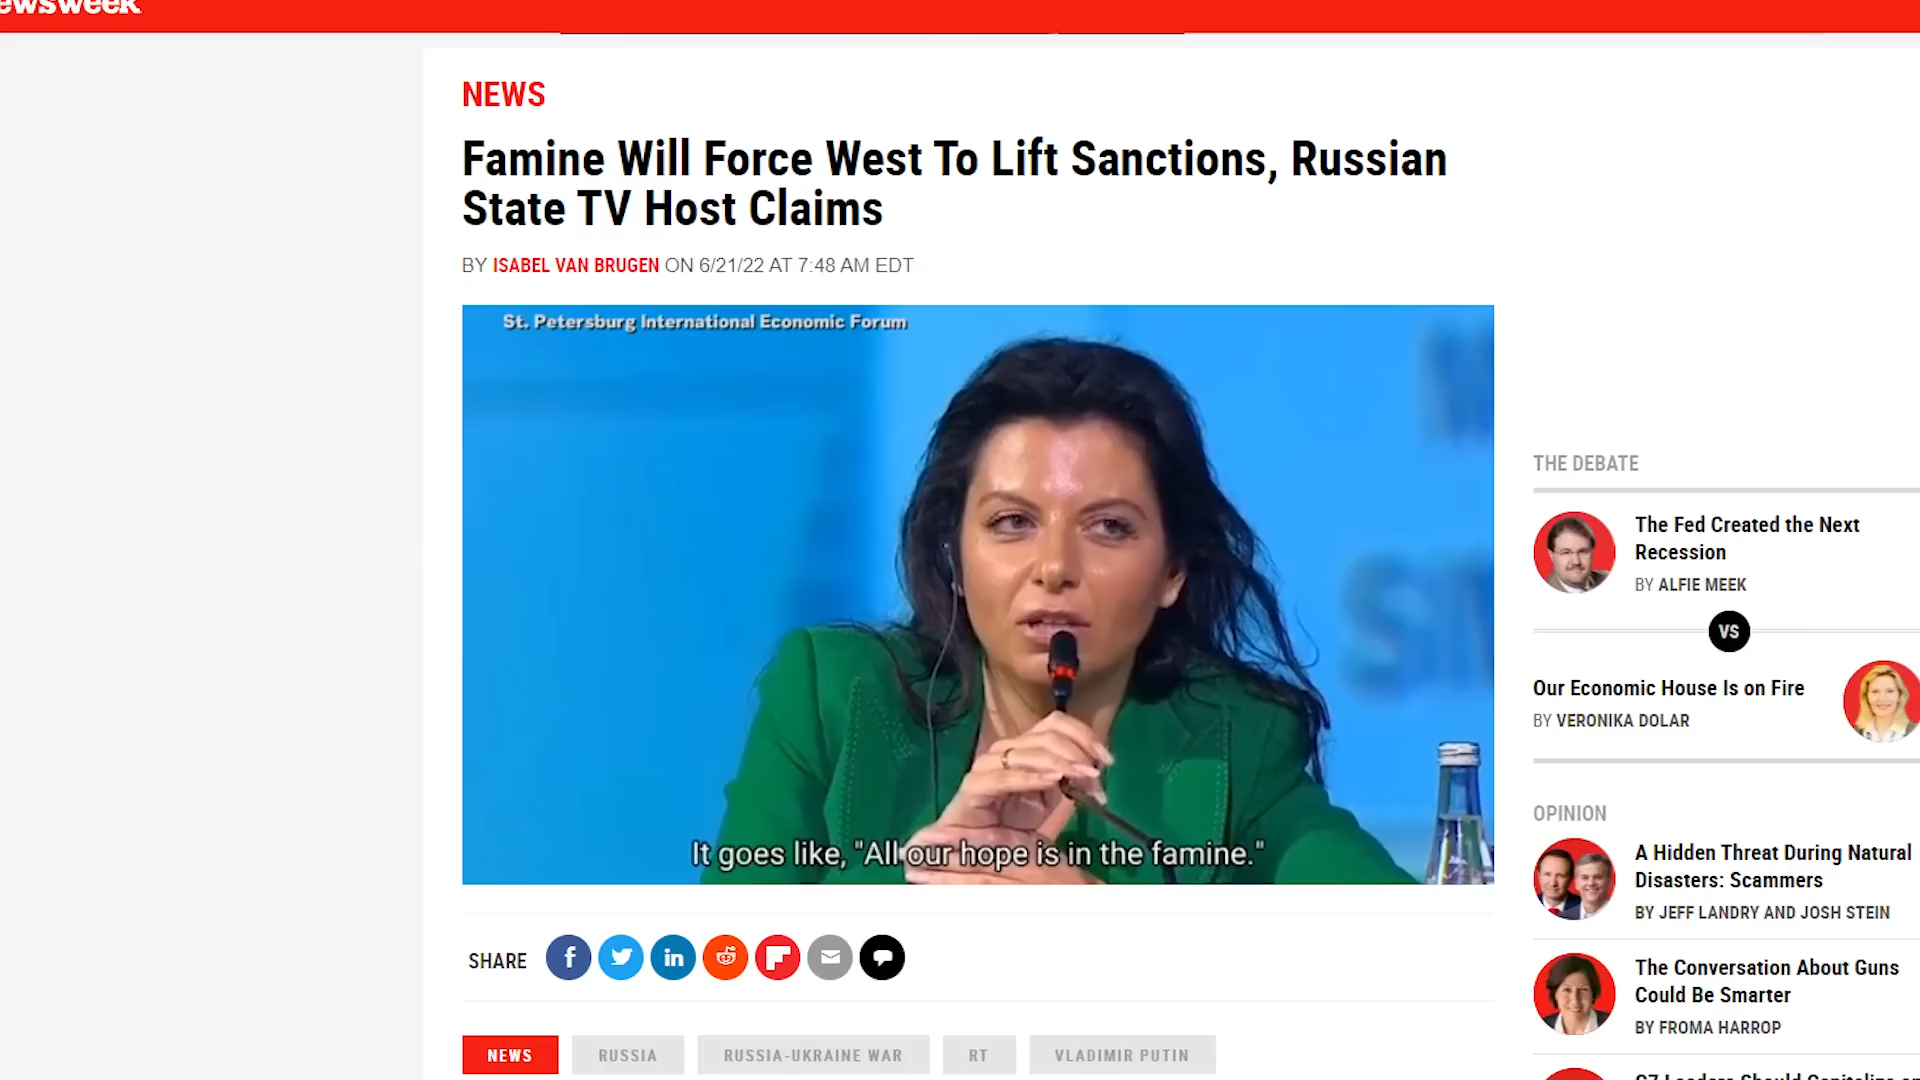 ewsweek
NEWS
Famine Will Force West To Lift Sanctions, Russian
State TV Host Claims
BY ISABEL VAN BRUGEN ON 6/21/22 AT 7:48 AM EDT
St. Petersburg International Economic Forum
It goes like, "All our hope is in the famine."
SHARE
NEWS
RUSSIA
RUSSIA-UKRAINE WAR
RT
VLADIMIR PUTIN
THE DEBATE
The Fed Created the Next
Recession
BY ALFIE MEEK
VS
Our Economic House Is on Fire
BY VERONIKA DOLAR
OPINION
A Hidden Threat During Natural
Disasters: Scammers
BY JEFF LANDRY AND JOSH STEIN
The Conversation About Guns
Could Be Smarter
BY FROMA HARROP